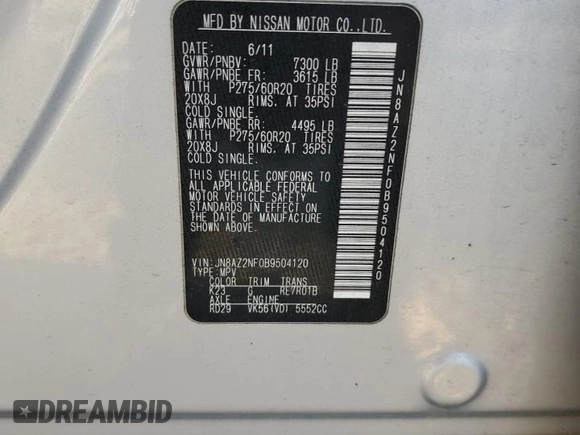 MFD BY NISSAN MOTOR CO.,LTD.
DATE: 6/11
GVWR/PNBV: 7300 LB
GAWR/PNBE FR: 3615 LB
WITH P275/60R20 TIRES
20X8J RIMS. AT 35PSI
COLD SINGLE.
GAWR/PNBE RR: 4495 LB
WITH P275/60R20 TIRES
20X8J RIMS. AT 35PSI
COLD SINGLE.
THIS VEHICLE CONFORMS TO
ALL APPLICABLE FEDERAL
MOTOR VEHICLE SAFETY
STANDARDS IN EFFECT ON
THE DATE OF MANUFACTURE
SHOWN ABOVE.
VIN: JN8AZ2NF0B9504120
TYPE: MPV
COLOR TRIM TRANS
K23 G RE7R01B
AXLE ENGINE
RD29 VK56(VD) 5552CC
JN8AZ2NF0B9504120
DREAMBID